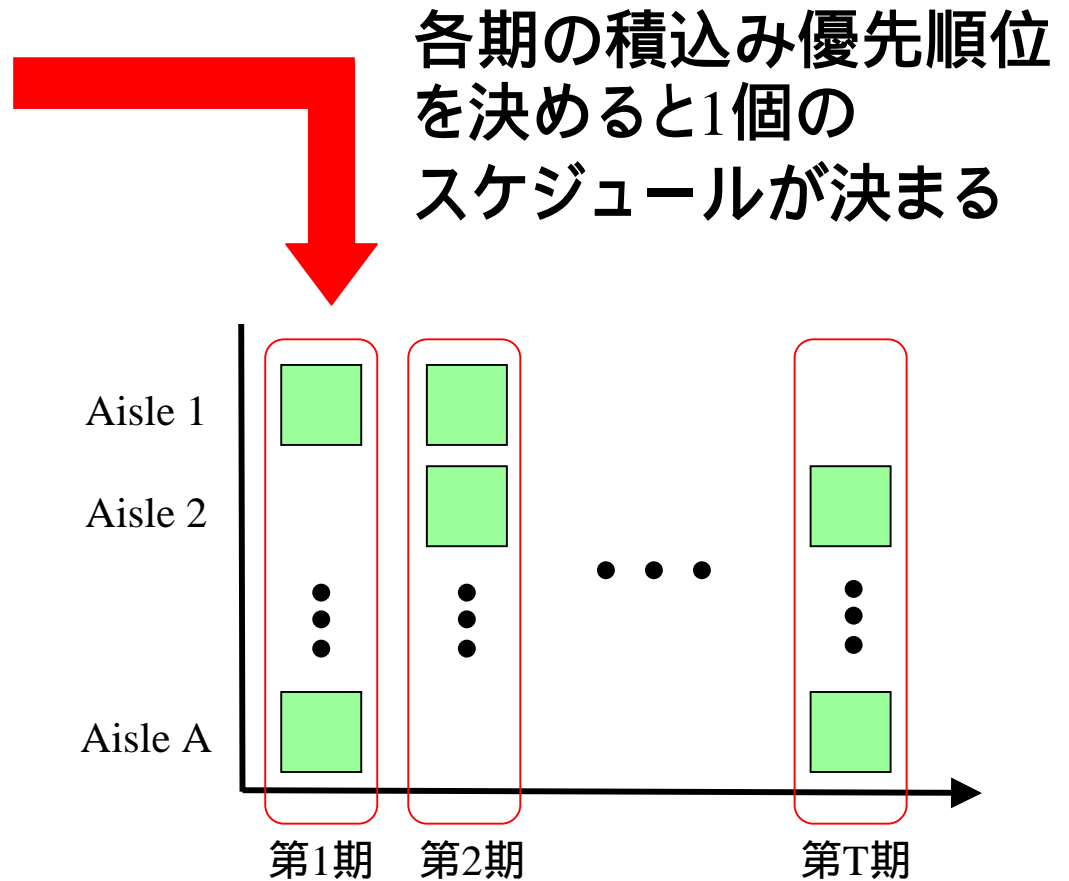 各期の積込み優先順位
を決めると1個の
スケジュールが決まる
Aisle 1
Aisle 2
Aisle A
第1期 第2期 第T期